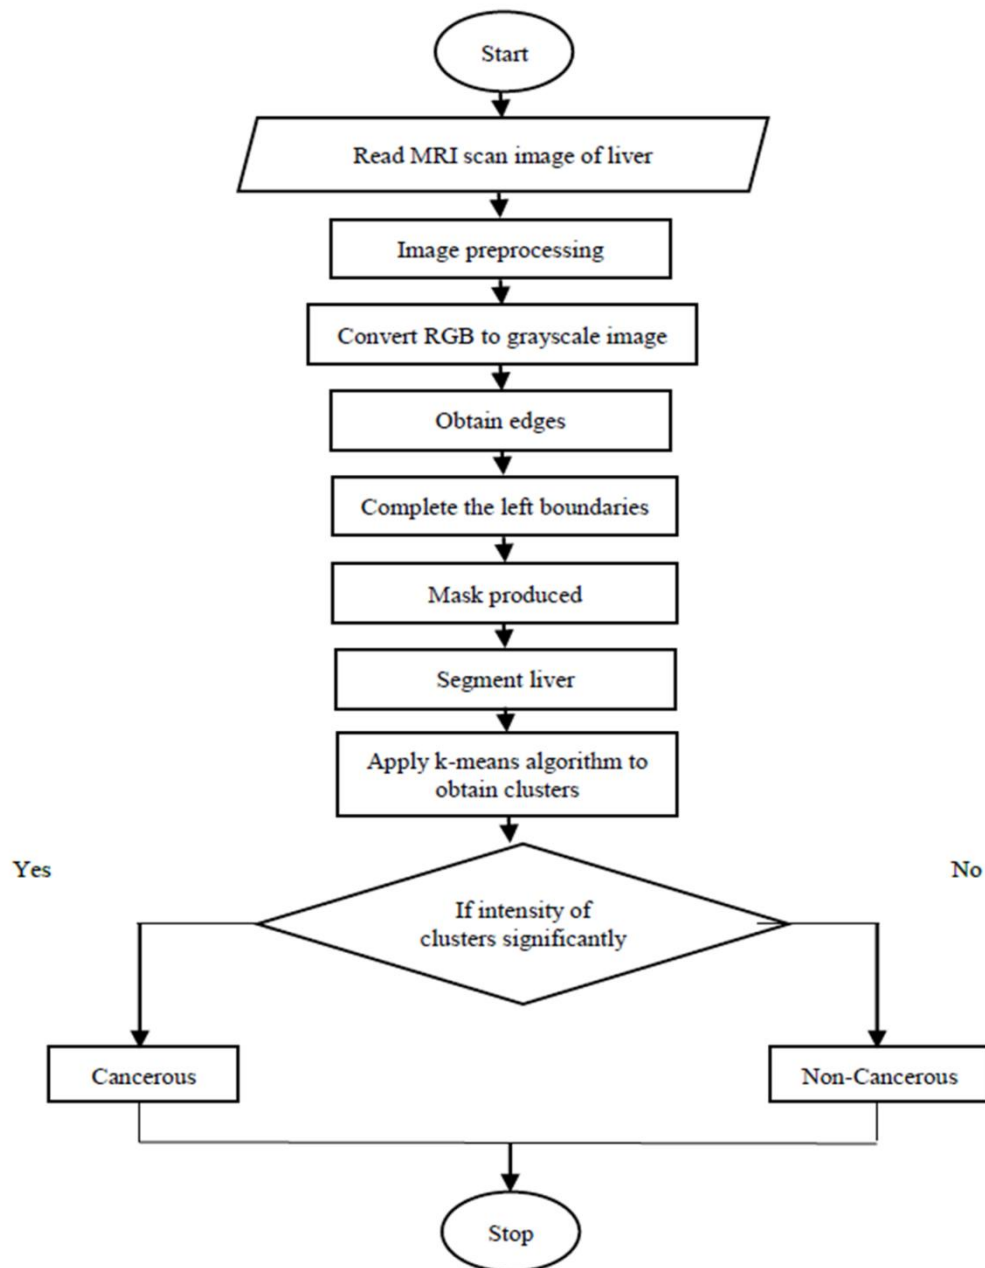 Start
Read MRI scan image of liver
Image preprocessing
Convert RGB to grayscale image
Obtain edges
Complete the left boundaries
Mask produced
Segment liver
Apply k-means algorithm to
obtain clusters
Yes
No
If intensity of
clusters significantly
Cancerous
Non-Cancerous
Stop